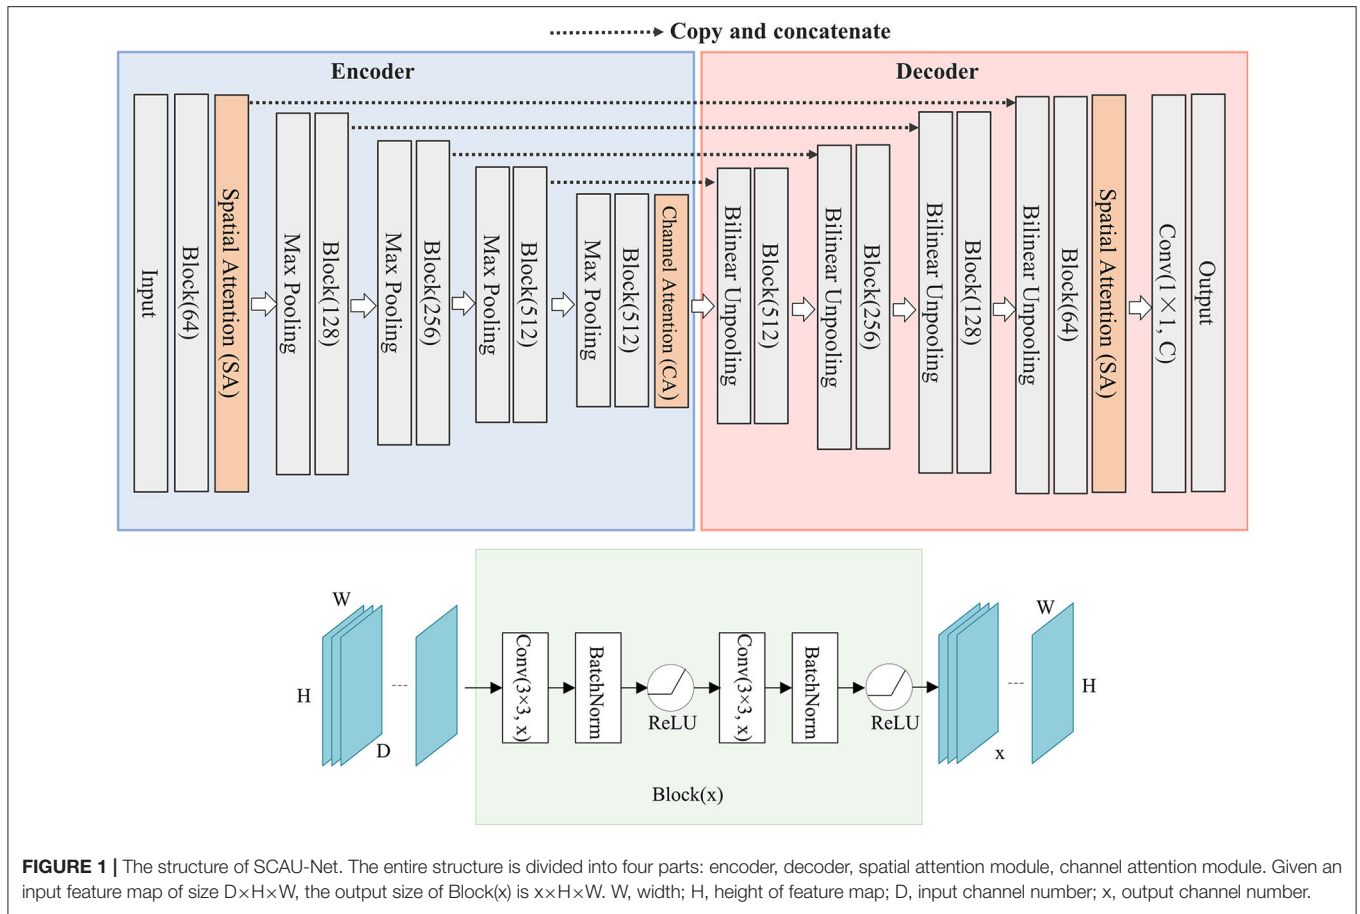 Copy and concatenate
Encoder
Decoder
Input
Block(64)
Spatial Attention (SA)
Max Pooling
Block(128)
Max Pooling
Block(256)
Max Pooling
Block(512)
Max Pooling
Block(512)
Channel Attention (CA)
Bilinear Unpooling
Block(512)
Bilinear Unpooling
Block(256)
Bilinear Unpooling
Block(128)
Bilinear Unpooling
Block(64)
Spatial Attention (SA)
Conv(1×1, C)
Output
W
H
D
Conv(3×3, x)
BatchNorm
ReLU
Conv(3×3, x)
BatchNorm
ReLU
W
H
x
Block(x)
FIGURE 1 | The structure of SCAU-Net. The entire structure is divided into four parts: encoder, decoder, spatial attention module, channel attention module. Given an
input feature map of size D×H×W, the output size of Block(x) is x×H×W. W, width; H, height of feature map; D, input channel number; x, output channel number.